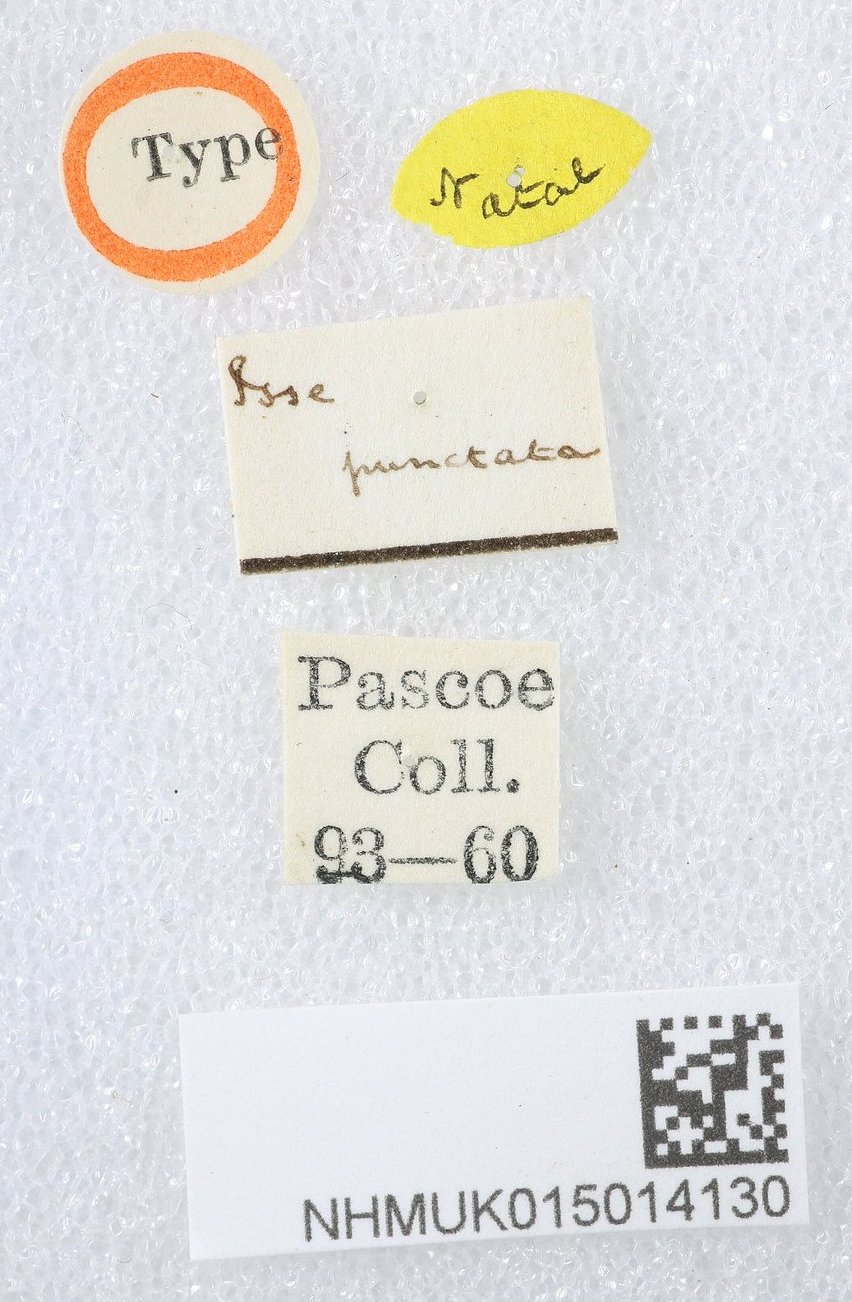 Type
Natal
Isse
punctata
Pascoe
Coll.
93—60
NHMUK015014130